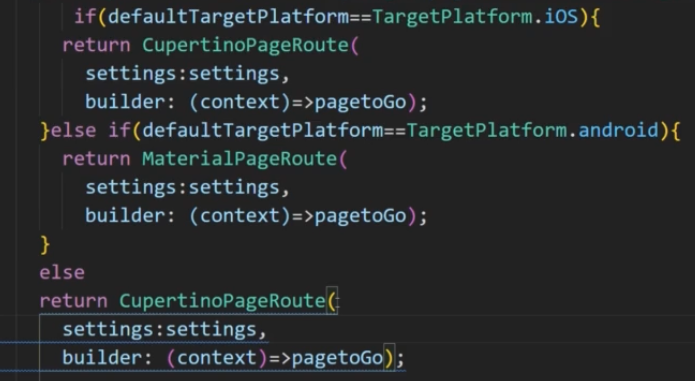 if(defaultTargetPlatform==TargetPlatform.iOS){
return CupertinoPageRoute(
settings:settings,
builder: (context)=>pagetoGo);
}else if(defaultTargetPlatform==TargetPlatform.android){
return MaterialPageRoute(
settings:settings,
builder: (context)=>pagetoGo);
}
else
return CupertinoPageRoute(
settings:settings,
builder: (context)=>pagetoGo);